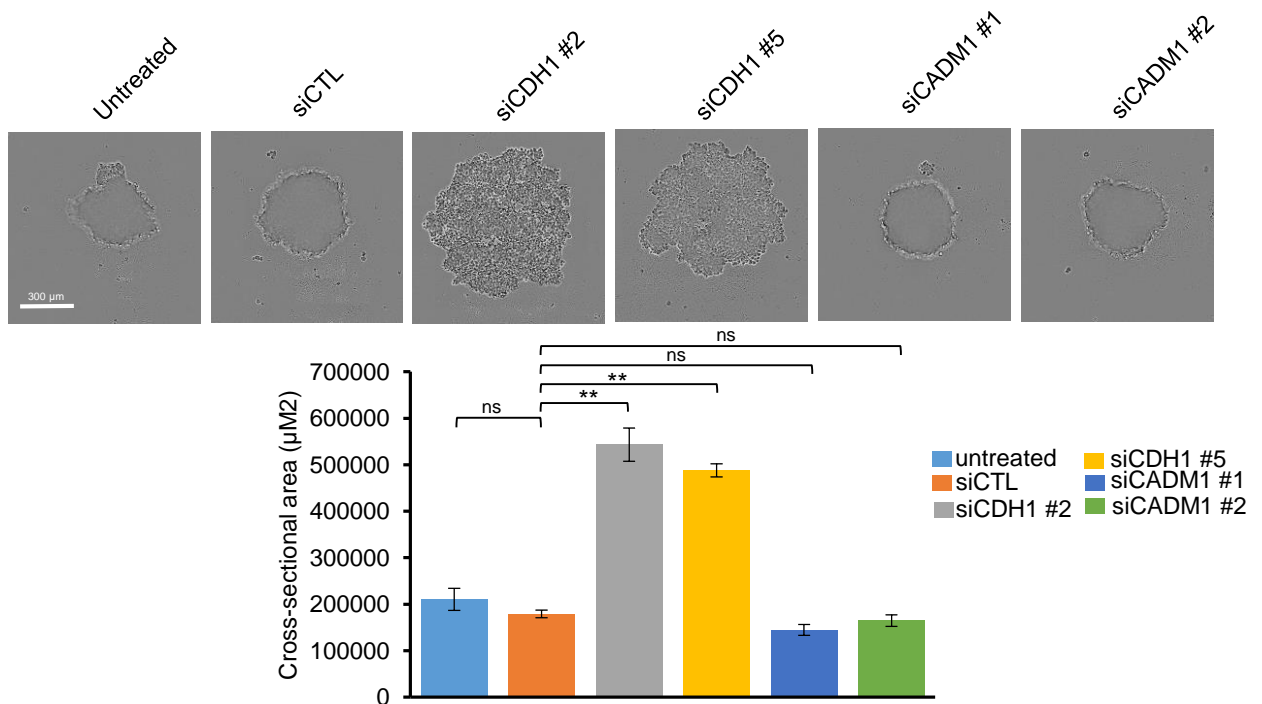 Untreated
siCTL
siCDH1 #2
siCDH1 #5
siCADM1 #1
siCADM1 #2
300 µm
ns
ns
**
**
ns
Cross-sectional area (µM2)
700000
600000
500000
400000
300000
200000
100000
0
untreated
siCTL
siCDH1 #2
siCDH1 #5
siCADM1 #1
siCADM1 #2